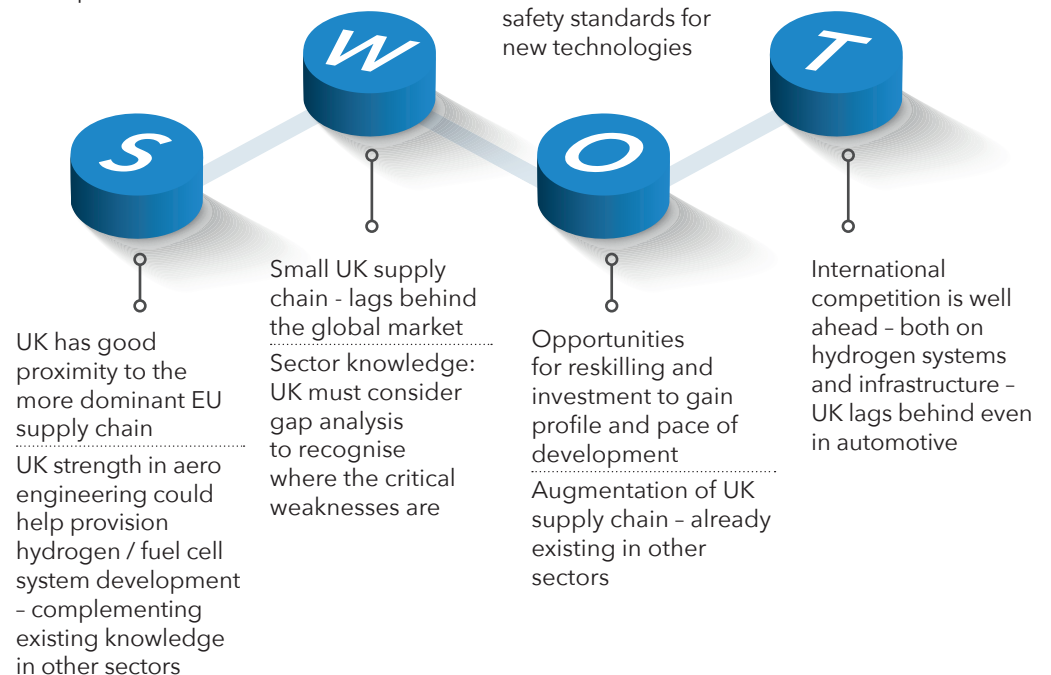 safety standards for
new technologies
S
W
O
T
UK has good
proximity to the
more dominant EU
supply chain
UK strength in aero
engineering could
help provision
hydrogen / fuel cell
system development
– complementing
existing knowledge
in other sectors
Small UK supply
chain - lags behind
the global market
Sector knowledge:
UK must consider
gap analysis
to recognise
where the critical
weaknesses are
Opportunities
for reskilling and
investment to gain
profile and pace of
development
Augmentation of UK
supply chain – already
existing in other
sectors
International
competition is well
ahead – both on
hydrogen systems
and infrastructure –
UK lags behind even
in automotive